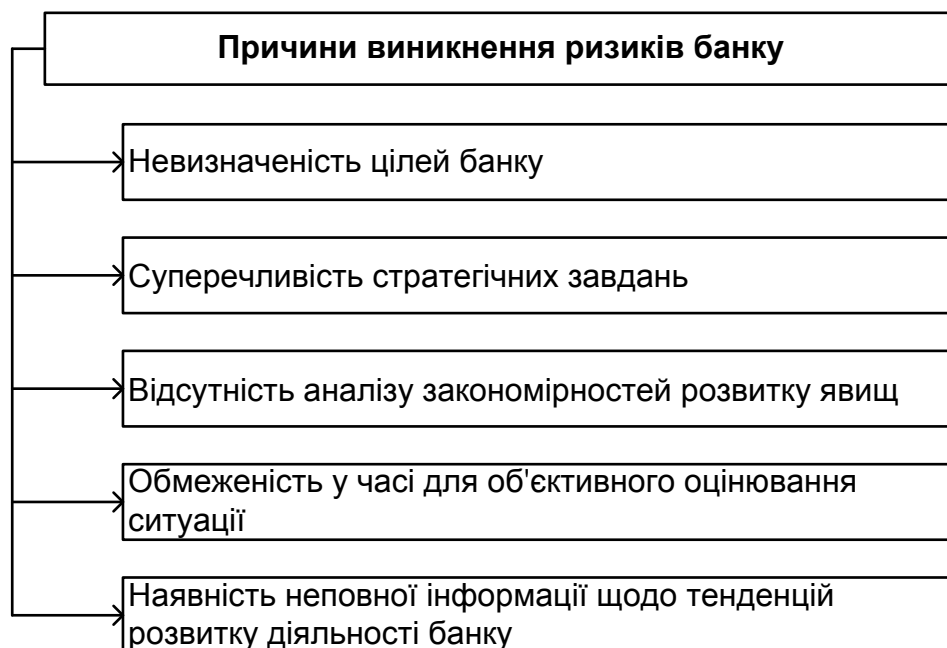 Причини виникнення ризиків банку
Невизначеність цілей банку
Суперечливість стратегічних завдань
Відсутність аналізу закономірностей розвитку явищ
Обмеженість у часі для об'єктивного оцінювання
ситуації
Наявність неповної інформації щодо тенденцій
розвитку діяльності банку